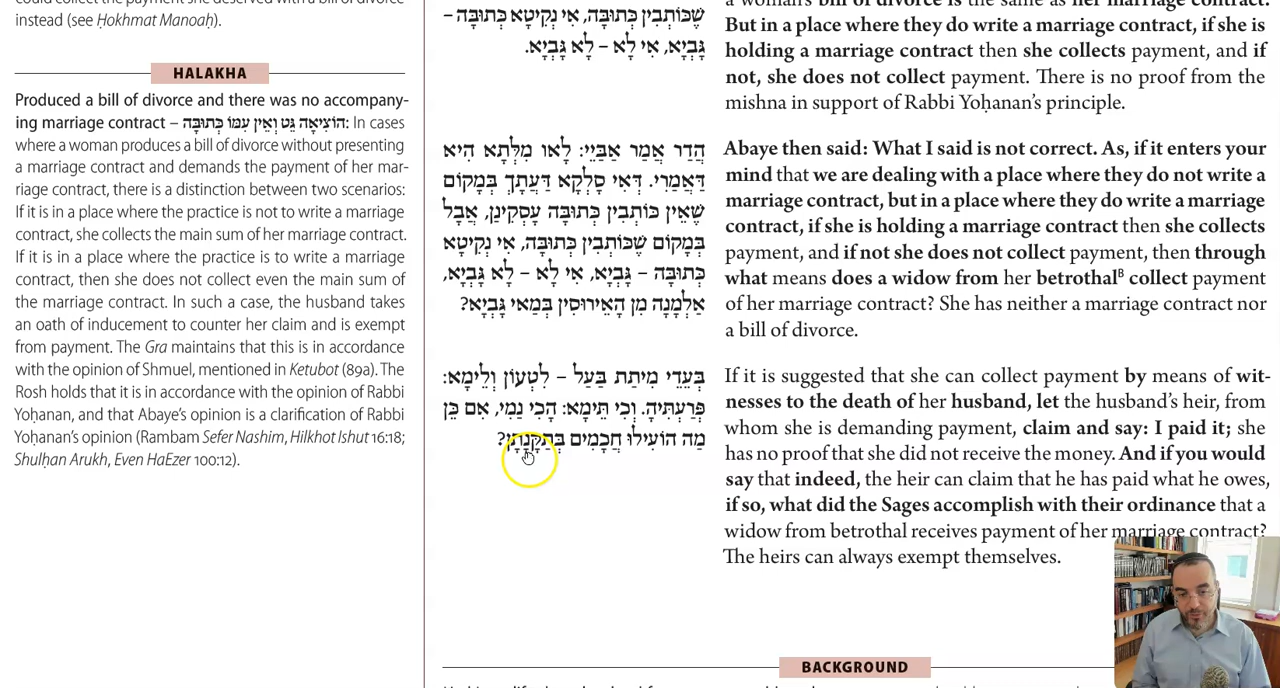 could collect the payment she deserved with a bill of divorce
instead (see Ḥokhmat Manoaḥ).
HALAKHA
Produced a bill of divorce and there was no accompany-
ing marriage contract – הוֹצִיאָה גֵּט וְאֵין עִמּוֹ כְּתוּבָּה: In cases
where a woman produces a bill of divorce without presenting
a marriage contract and demands the payment of her mar-
riage contract, there is a distinction between two scenarios:
If it is in a place where the practice is not to write a marriage
contract, she collects the main sum of her marriage contract.
If it is in a place where the practice is to write a marriage
contract, then she does not collect even the main sum of
the marriage contract. In such a case, the husband takes
an oath of inducement to counter her claim and is exempt
from payment. The Gra maintains that this is in accordance
with the opinion of Shmuel, mentioned in Ketubot (89a). The
Rosh holds that it is in accordance with the opinion of Rabbi
Yoḥanan, and that Abaye's opinion is a clarification of Rabbi
Yoḥanan's opinion (Rambam Sefer Nashim, Hilkhot Ishut 16:18;
Shulḥan Arukh, Even HaEzer 100:12).
שֶׁכּוֹתְבִין כְּתוּבָּה, אִי נְקִיטָא כְּתוּבָּה –
גָּבְיָא, אִי לָא – לָא גָּבְיָא.
הֲדַר אֲמַר אַבַּיֵי: לָאו מִלְּתָא הִיא
דַּאֲמַרִי. דְּאִי סָלְקָא דַּעְתָּךְ בְּמָקוֹם
שֶׁאֵין כּוֹתְבִין כְּתוּבָּה עָסְקִינַן, אֲבָל
בְּמָקוֹם שֶׁכּוֹתְבִין כְּתוּבָּה, אִי נְקִיטָא
כְּתוּבָּה – גָּבְיָא, אִי לָא – לָא גָּבְיָא,
אַלְמָנָה מִן הָאֵירוּסִין בְּמַאי גָּבְיָא?
בְּעֵדֵי מִיתַת בַּעַל – לִטְעוֹן וְלֵימָא:
פְּרַעְתִּיהָ. וְכִי תֵּימָא: הָכִי נַמִי, אִם כֵּן
מַה הוֹעִילוּ חֲכָמִים בְּתַקָּנָתָן?
a woman's bill of divorce is the same as her marriage contract.
But in a place where they do write a marriage contract, if she is
holding a marriage contract then she collects payment, and if
not, she does not collect payment. There is no proof from the
mishna in support of Rabbi Yoḥanan's principle.
Abaye then said: What I said is not correct. As, if it enters your
mind that we are dealing with a place where they do not write a
marriage contract, but in a place where they do write a marriage
contract, if she is holding a marriage contract then she collects
payment, and if not she does not collect payment, then through
what means does a widow from her betrothalᴮ collect payment
of her marriage contract? She has neither a marriage contract nor
a bill of divorce.
If it is suggested that she can collect payment by means of wit-
nesses to the death of her husband, let the husband's heir, from
whom she is demanding payment, claim and say: I paid it; she
has no proof that she did not receive the money. And if you would
say that indeed, the heir can claim that he has paid what he owes,
if so, what did the Sages accomplish with their ordinance that a
widow from betrothal receives payment of her marriage contract?
The heirs can always exempt themselves.
BACKGROUND